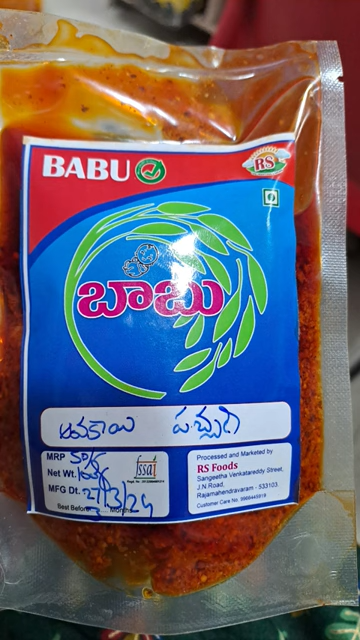 BABU
RS
బాబు
ఆవకాయి పచ్చడి
MRP 50/-
Net Wt.
fssai
MFG Dt. 27/3/24
Best Before Months
Processed and Marketed by
RS Foods
Sangeetha Venkatareddy Street,
J.N.Road,
Rajamahendravaram - 533103
Customer Care No.